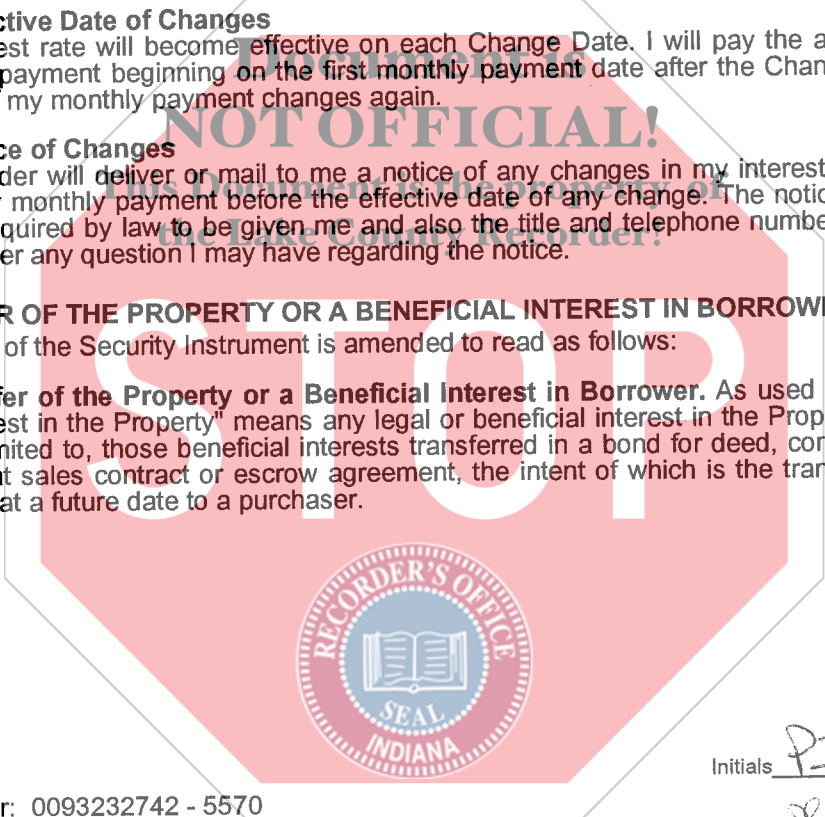 ctive Date of Changes
est rate will become effective on each Change Date. I will pay the a
payment beginning on the first monthly payment date after the Chan
my monthly payment changes again.
Document is
NOT OFFICIAL!
This Document is the property of
the Lake County Recorder!
ce of Changes
der will deliver or mail to me a notice of any changes in my interest
monthly payment before the effective date of any change. The notic
quired by law to be given me and also the title and telephone numbe
er any question I may have regarding the notice.
R OF THE PROPERTY OR A BENEFICIAL INTEREST IN BORROWE
of the Security Instrument is amended to read as follows:
fer of the Property or a Beneficial Interest in Borrower. As used
est in the Property" means any legal or beneficial interest in the Prop
nited to, those beneficial interests transferred in a bond for deed, con
nt sales contract or escrow agreement, the intent of which is the tran
at a future date to a purchaser.
STOP
RECORDER'S OFFICE
SEAL
INDIANA
Initials
r: 0093232742 - 5570